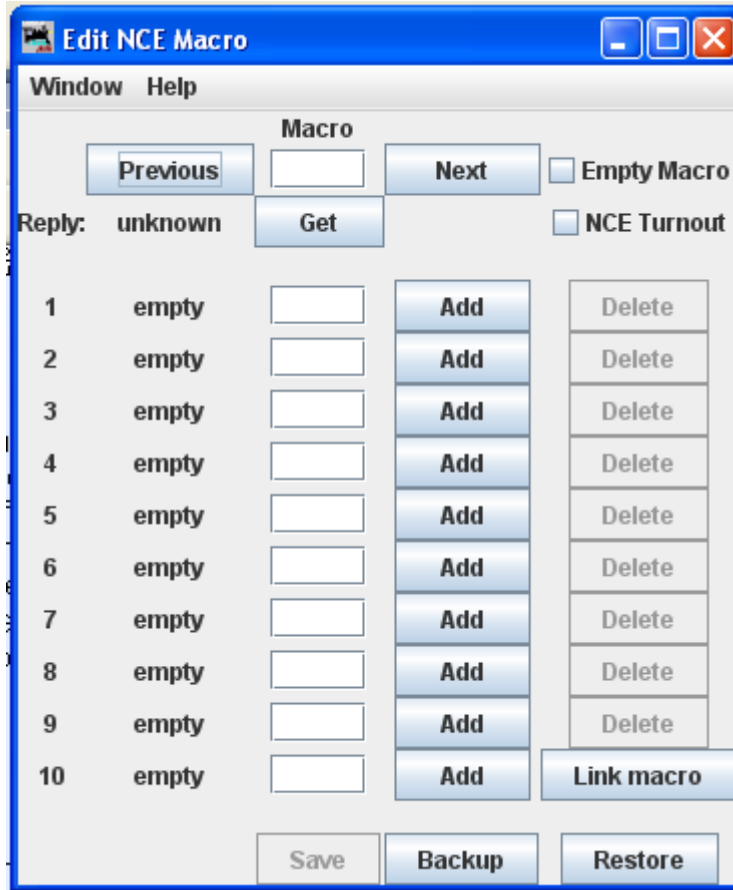 Edit NCE Macro
Window Help
Macro
Previous Next Empty Macro
Reply: unknown Get NCE Turnout
1 empty Add Delete
2 empty Add Delete
3 empty Add Delete
4 empty Add Delete
5 empty Add Delete
6 empty Add Delete
7 empty Add Delete
8 empty Add Delete
9 empty Add Delete
10 empty Add Link macro
Save Backup Restore